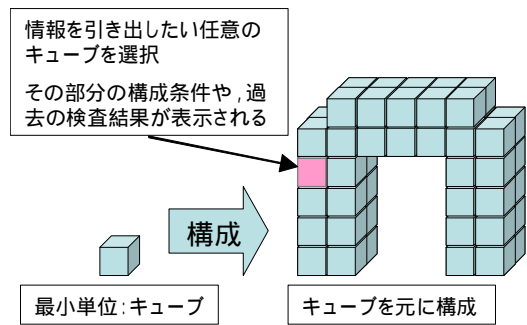 情報を引き出したい任意の
キューブを選択
その部分の構成条件や,過
去の検査結果が表示される
構成
最小単位:キューブ
キューブを元に構成